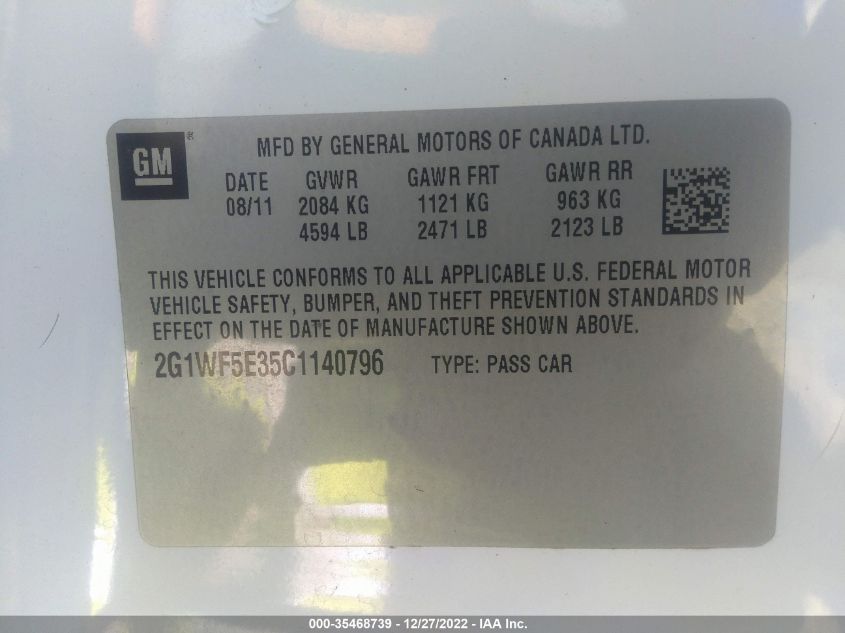 GM ®
MFD BY GENERAL MOTORS OF CANADA LTD.
DATE GVWR GAWR FRT GAWR RR
08/11 2084 KG 1121 KG 963 KG
4594 LB 2471 LB 2123 LB
THIS VEHICLE CONFORMS TO ALL APPLICABLE U.S. FEDERAL MOTOR
VEHICLE SAFETY, BUMPER, AND THEFT PREVENTION STANDARDS IN
EFFECT ON THE DATE OF MANUFACTURE SHOWN ABOVE.
2G1WF5E35C1140796 TYPE: PASS CAR
000-35468739 - 12/27/2022 - IAA Inc.